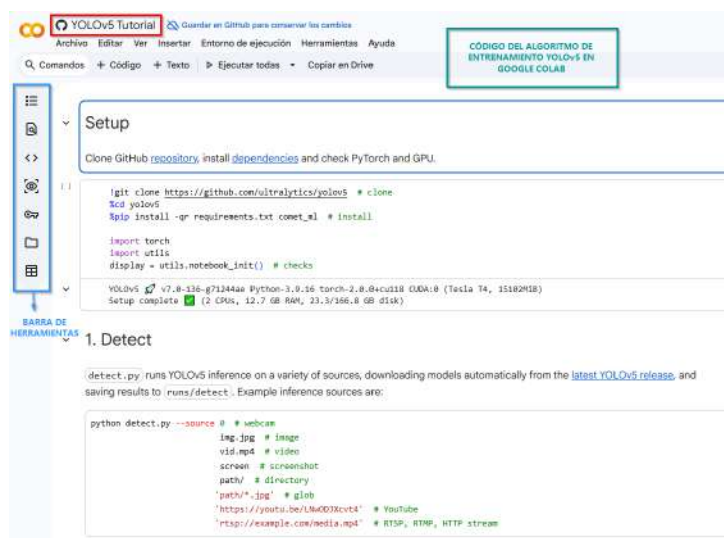 YOLOv5 Tutorial
Guardar en GitHub para conservar los cambios
Archivo Editar Ver Insertar Entorno de ejecución Herramientas Ayuda
Comandos + Código + Texto Ejecutar todas Copiar en Drive
CÓDIGO DEL ALGORITMO DE
ENTRENAMIENTO YOLOv5 EN
GOOGLE COLAB
Setup
Clone GitHub repository, install dependencies and check PyTorch and GPU.
!git clone https://github.com/ultralytics/yolov5 # clone
%cd yolov5
%pip install -qr requirements.txt comet_ml # install
import torch
import utils
display = utils.notebook_init() # checks
YOLOv5 🚀 v7.0-136-g71244ae Python-3.9.16 torch-2.0.0+cu118 CUDA:0 (Tesla T4, 15102MiB)
Setup complete ✅ (2 CPUs, 12.7 GB RAM, 23.3/166.8 GB disk)
BARRA DE
HERRAMIENTAS
1. Detect
detect.py runs YOLOv5 inference on a variety of sources, downloading models automatically from the latest YOLOv5 release, and
saving results to runs/detect. Example inference sources are:
python detect.py --source 0 # webcam
img.jpg # image
vid.mp4 # video
screen # screenshot
path/ # directory
'path/*.jpg' # glob
'https://youtu.be/LNwODJXcvt4' # YouTube
'rtsp://example.com/media.mp4' # RTSP, RTMP, HTTP stream